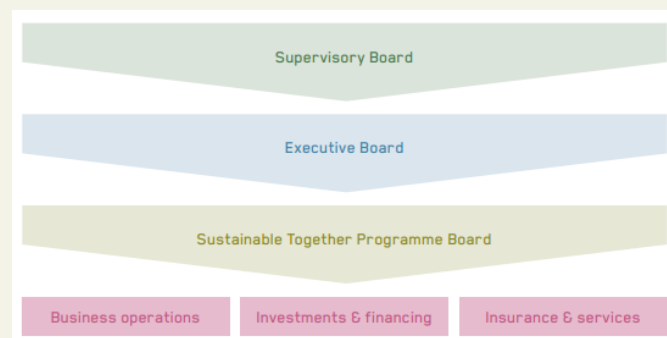 Supervisory Board
Executive Board
Sustainable Together Programme Board
Business operations
Investments & financing
Insurance & services